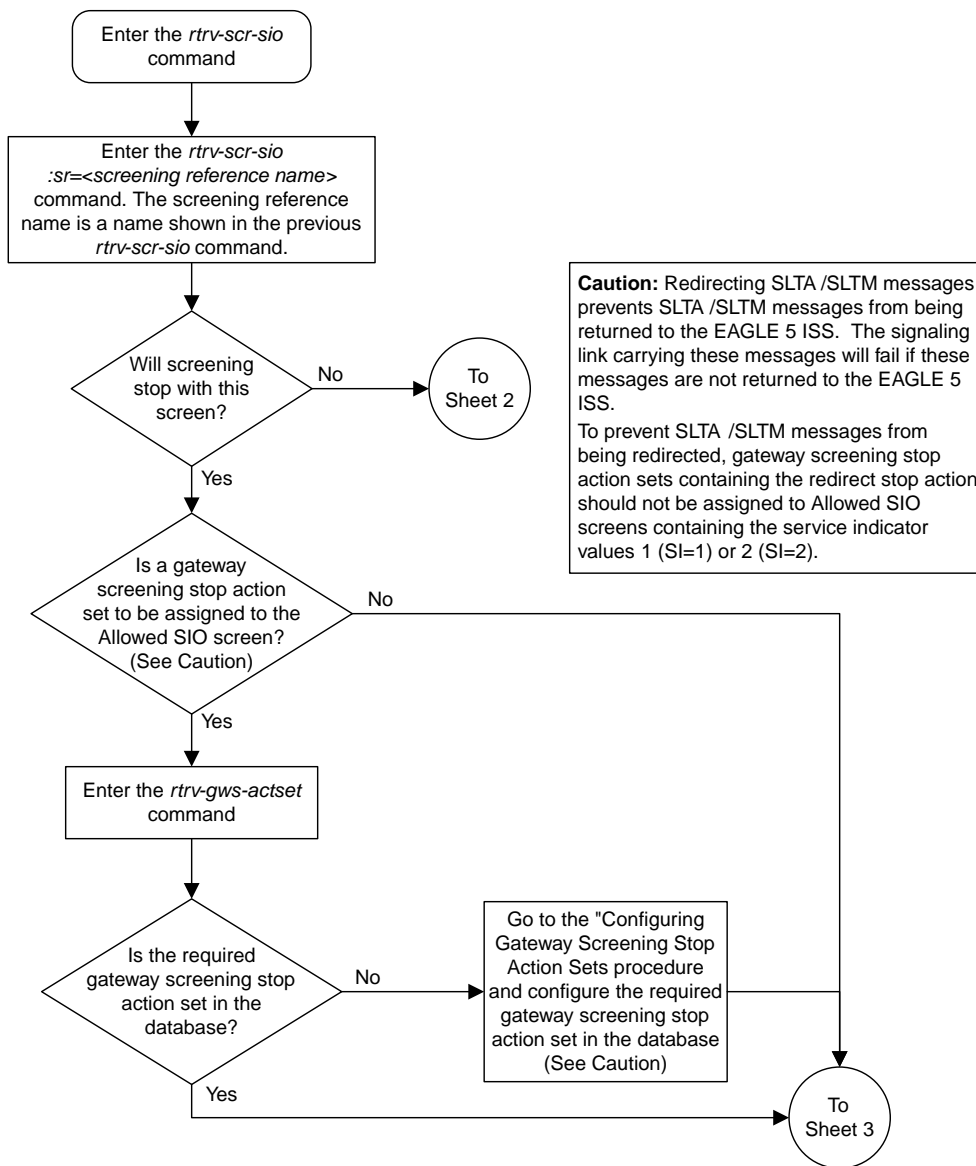 Enter the rtrv-scr-sio
command
Enter the rtrv-scr-sio
:sr=<screening reference name>
command. The screening reference
name is a name shown in the previous
rtrv-scr-sio command.
Caution: Redirecting SLTA /SLTM messages
prevents SLTA /SLTM messages from being
returned to the EAGLE 5 ISS. The signaling
link carrying these messages will fail if these
messages are not returned to the EAGLE 5
ISS.
To prevent SLTA /SLTM messages from
being redirected, gateway screening stop
action sets containing the redirect stop action
should not be assigned to Allowed SIO
screens containing the service indicator
values 1 (SI=1) or 2 (SI=2).
Will screening
stop with this
screen?
No
To
Sheet 2
Yes
Is a gateway
screening stop action
set to be assigned to the
Allowed SIO screen?
(See Caution)
No
Yes
Enter the rtrv-gws-actset
command
Is the required
gateway screening stop
action set in the
database?
No
Go to the "Configuring
Gateway Screening Stop
Action Sets procedure
and configure the required
gateway screening stop
action set in the database
(See Caution)
Yes
To
Sheet 3